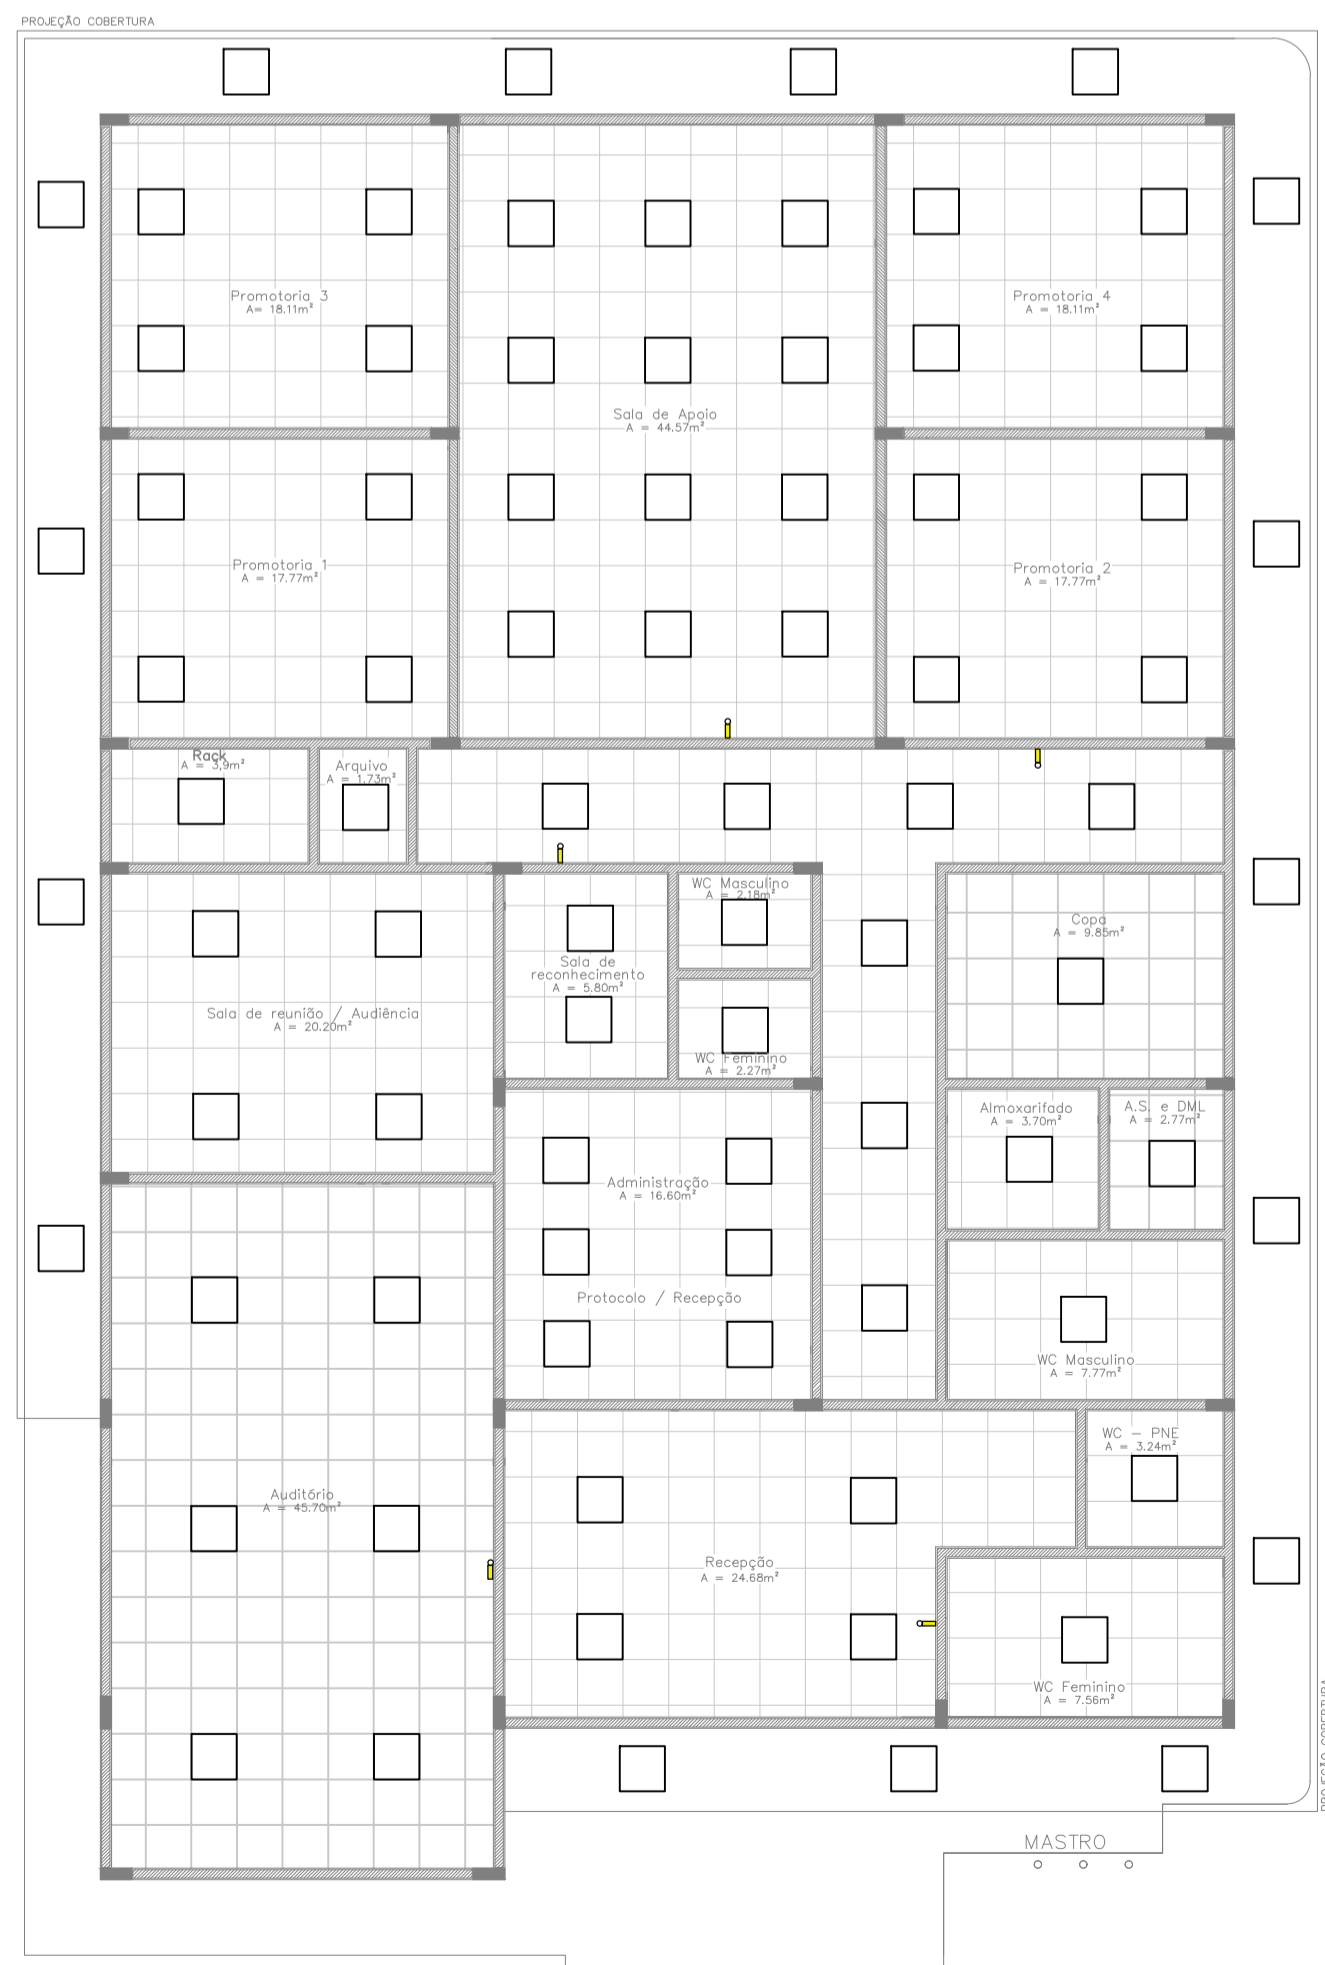 PROJEÇÃO COBERTURA
Promotoria 3
A= 18.11m²
Promotoria 4
A = 18.11m²
Sala de Apoio
A = 44.57m²
Promotoria 1
A = 17.77m²
Promotoria 2
A = 17.77m²
Rack
A = 3,9m²
Arquivo
A = 1.73m²
WC Masculino
A = 2.18m²
Copa
A = 9.85m²
Sala de
reconhecimento
A = 5.80m²
Sala de reunião / Audiência
A = 20.20m²
WC Feminino
A = 2.27m²
Almoxarifado
A = 3.70m²
A.S. e DML
A = 2.77m²
Administração
A = 16.60m²
Protocolo / Recepção
WC Masculino
A = 7.77m²
WC - PNE
A = 3.24m²
Auditório
A = 45.70m²
Recepção
A = 24.68m²
WC Feminino
A = 7.56m²
PROJEÇÃO COBERTURA
MASTRO